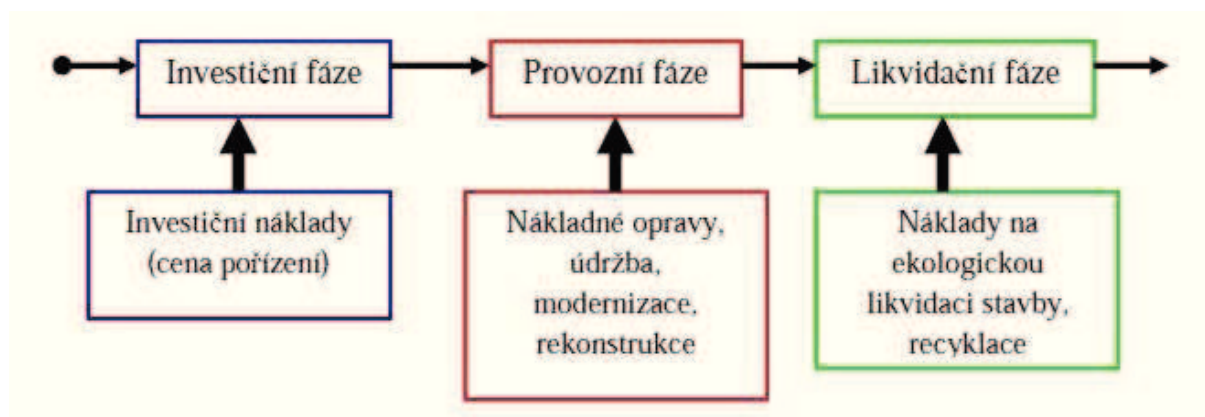 Investiční fáze
Provozní fáze
Likvidační fáze
Investiční náklady
(cena pořízení)
Nákladné opravy,
údržba,
modernizace,
rekonstrukce
Náklady na
ekologickou
likvidaci stavby,
recyklace